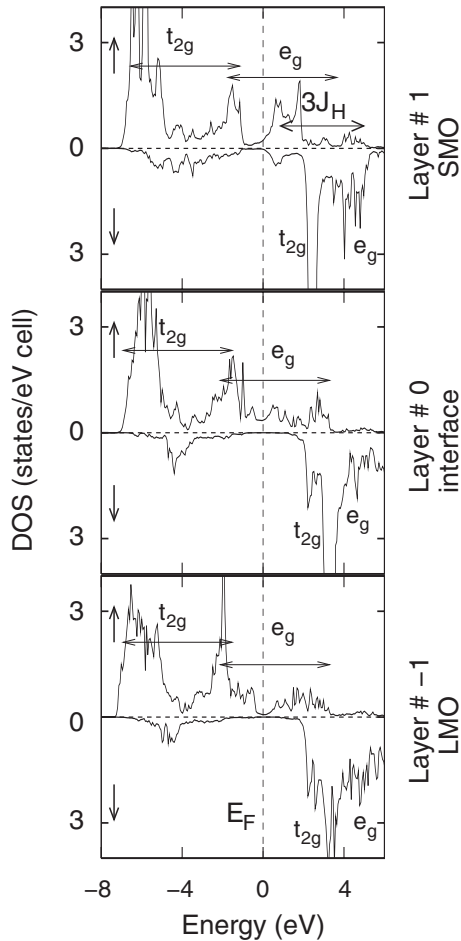 3
t2g
eg
3JH
0
t2g
eg
3
Layer # 1
SMO
3
t2g
eg
0
t2g
eg
3
Layer # 0
interface
3
t2g
eg
0
EF
t2g
eg
3
Layer # −1
LMO
DOS (states/eV cell)
−8 −4 0 4
Energy (eV)